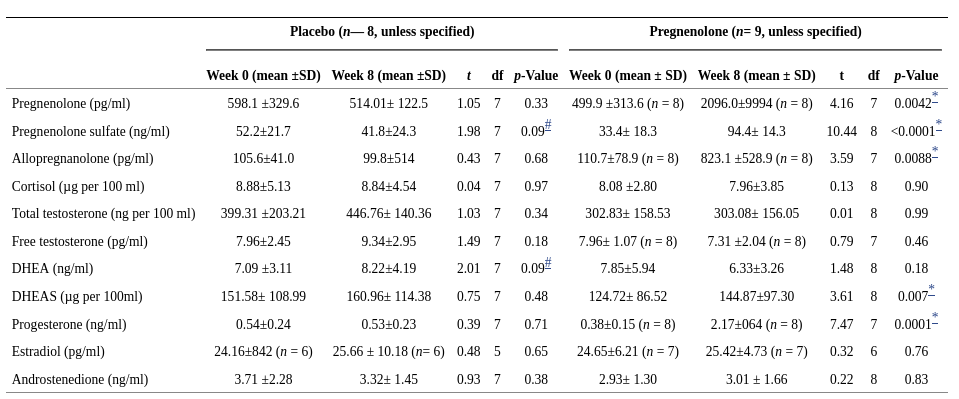 Placebo (n— 8, unless specified) Pregnenolone (n= 9, unless specified)
Week 0 (mean ±SD) Week 8 (mean ±SD) t df p-Value Week 0 (mean ± SD) Week 8 (mean ± SD) t df p-Value
Pregnenolone (pg/ml) 598.1 ±329.6 514.01± 122.5 1.05 7 0.33 499.9 ±313.6 (n = 8) 2096.0±9994 (n = 8) 4.16 7 0.0042*
Pregnenolone sulfate (ng/ml) 52.2±21.7 41.8±24.3 1.98 7 0.09# 33.4± 18.3 94.4± 14.3 10.44 8 <0.0001*
Allopregnanolone (pg/ml) 105.6±41.0 99.8±514 0.43 7 0.68 110.7±78.9 (n = 8) 823.1 ±528.9 (n = 8) 3.59 7 0.0088*
Cortisol (µg per 100 ml) 8.88±5.13 8.84±4.54 0.04 7 0.97 8.08 ±2.80 7.96±3.85 0.13 8 0.90
Total testosterone (ng per 100 ml) 399.31 ±203.21 446.76± 140.36 1.03 7 0.34 302.83± 158.53 303.08± 156.05 0.01 8 0.99
Free testosterone (pg/ml) 7.96±2.45 9.34±2.95 1.49 7 0.18 7.96± 1.07 (n = 8) 7.31 ±2.04 (n = 8) 0.79 7 0.46
DHEA (ng/ml) 7.09 ±3.11 8.22±4.19 2.01 7 0.09# 7.85±5.94 6.33±3.26 1.48 8 0.18
DHEAS (µg per 100ml) 151.58± 108.99 160.96± 114.38 0.75 7 0.48 124.72± 86.52 144.87±97.30 3.61 8 0.007*
Progesterone (ng/ml) 0.54±0.24 0.53±0.23 0.39 7 0.71 0.38±0.15 (n = 8) 2.17±064 (n = 8) 7.47 7 0.0001*
Estradiol (pg/ml) 24.16±842 (n = 6) 25.66 ± 10.18 (n= 6) 0.48 5 0.65 24.65±6.21 (n = 7) 25.42±4.73 (n = 7) 0.32 6 0.76
Androstenedione (ng/ml) 3.71 ±2.28 3.32± 1.45 0.93 7 0.38 2.93± 1.30 3.01 ± 1.66 0.22 8 0.83